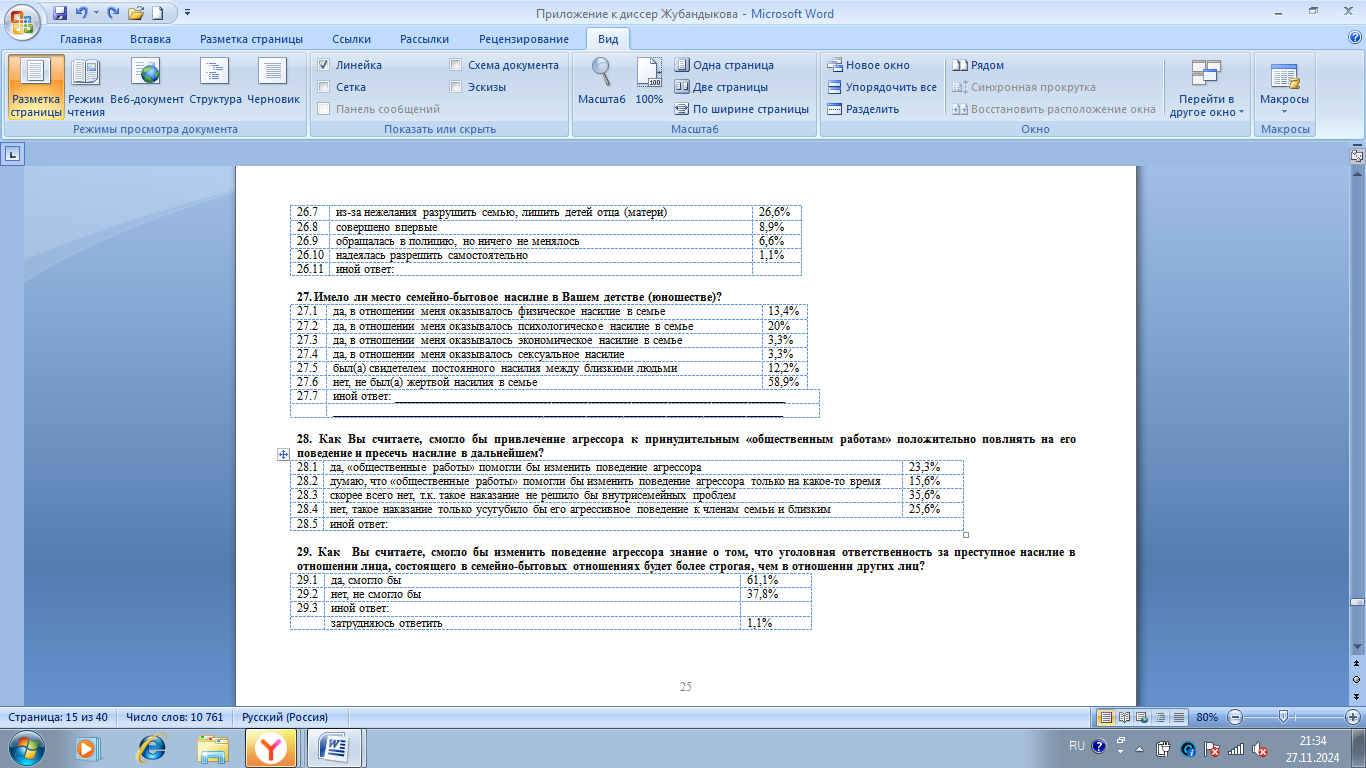 Приложение к диссер Жубандыкова - Microsoft Word
Главная Вставка Разметка страницы Ссылки Рассылки Рецензирование Вид
Разметка страницы
Режим чтения
Веб-документ
Структура
Черновик
Режимы просмотра документа
Линейка
Сетка
Панель сообщений
Схема документа
Эскизы
Показать или скрыть
Масштаб
100%
Одна страница
Две страницы
По ширине страницы
Масштаб
Новое окно
Упорядочить все
Разделить
Рядом
Синхронная прокрутка
Восстановить расположение окна
Перейти в другое окно
Окно
Макросы
Макросы
26.7 из-за нежелания разрушить семью, лишить детей отца (матери) 26,6%
26.8 совершено впервые 8,9%
26.9 обращалась в полицию, но ничего не менялось 6,6%
26.10 надеялась разрешить самостоятельно 1,1%
26.11 иной ответ:
27. Имело ли место семейно-бытовое насилие в Вашем детстве (юношестве)?
27.1 да, в отношении меня оказывалось физическое насилие в семье 13,4%
27.2 да, в отношении меня оказывалось психологическое насилие в семье 20%
27.3 да, в отношении меня оказывалось экономическое насилие в семье 3,3%
27.4 да, в отношении меня оказывалось сексуальное насилие 3,3%
27.5 был(а) свидетелем постоянного насилия между близкими людьми 12,2%
27.6 нет, не был(а) жертвой насилия в семье 58,9%
27.7 иной ответ:
28. Как Вы считаете, смогло бы привлечение агрессора к принудительным «общественным работам» положительно повлиять на его
поведение и пресечь насилие в дальнейшем?
28.1 да, «общественные работы» помогли бы изменить поведение агрессора 23,3%
28.2 думаю, что «общественные работы» помогли бы изменить поведение агрессора только на какое-то время 15,6%
28.3 скорее всего нет, т.к. такое наказание не решило бы внутрисемейных проблем 35,6%
28.4 нет, такое наказание только усугубило бы его агрессивное поведение к членам семьи и близким 25,6%
28.5 иной ответ:
29. Как Вы считаете, смогло бы изменить поведение агрессора знание о том, что уголовная ответственность за преступное насилие в
отношении лица, состоящего в семейно-бытовых отношениях будет более строгая, чем в отношении других лиц?
29.1 да, смогло бы 61,1%
29.2 нет, не смогло бы 37,8%
29.3 иной ответ:
затрудняюсь ответить 1,1%
25
Страница: 15 из 40 Число слов: 10 761 Русский (Россия) 80%
RU 21:34
27.11.2024